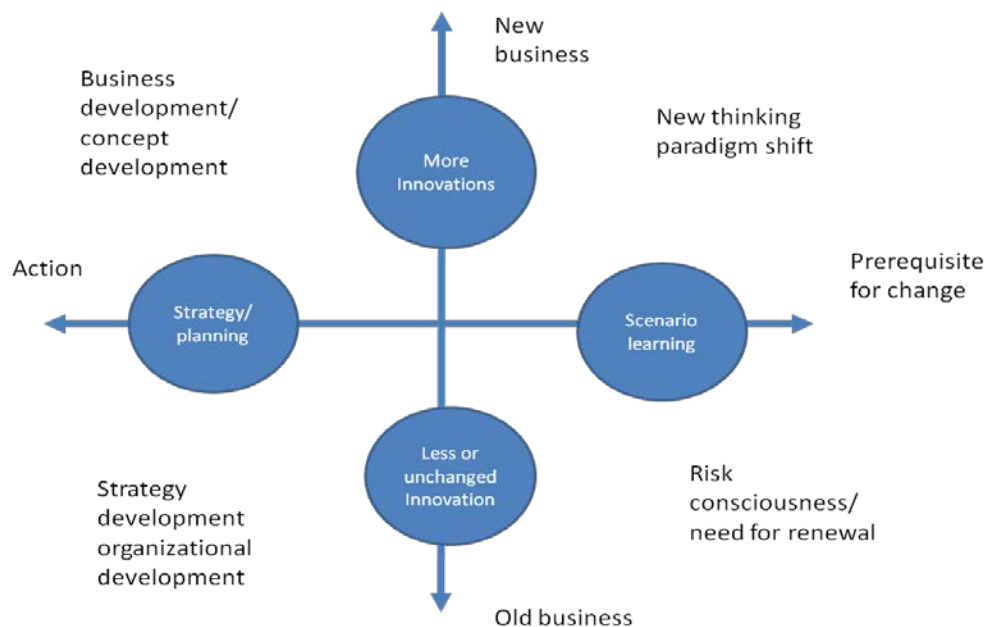 New
business
Business
development/
concept
development
New thinking
paradigm shift
More
Innovations
Action
Prerequisite
for change
Strategy/
planning
Scenario
learning
Less or
unchanged
Innovation
Strategy
development
organizational
development
Risk
consciousness/
need for renewal
Old business